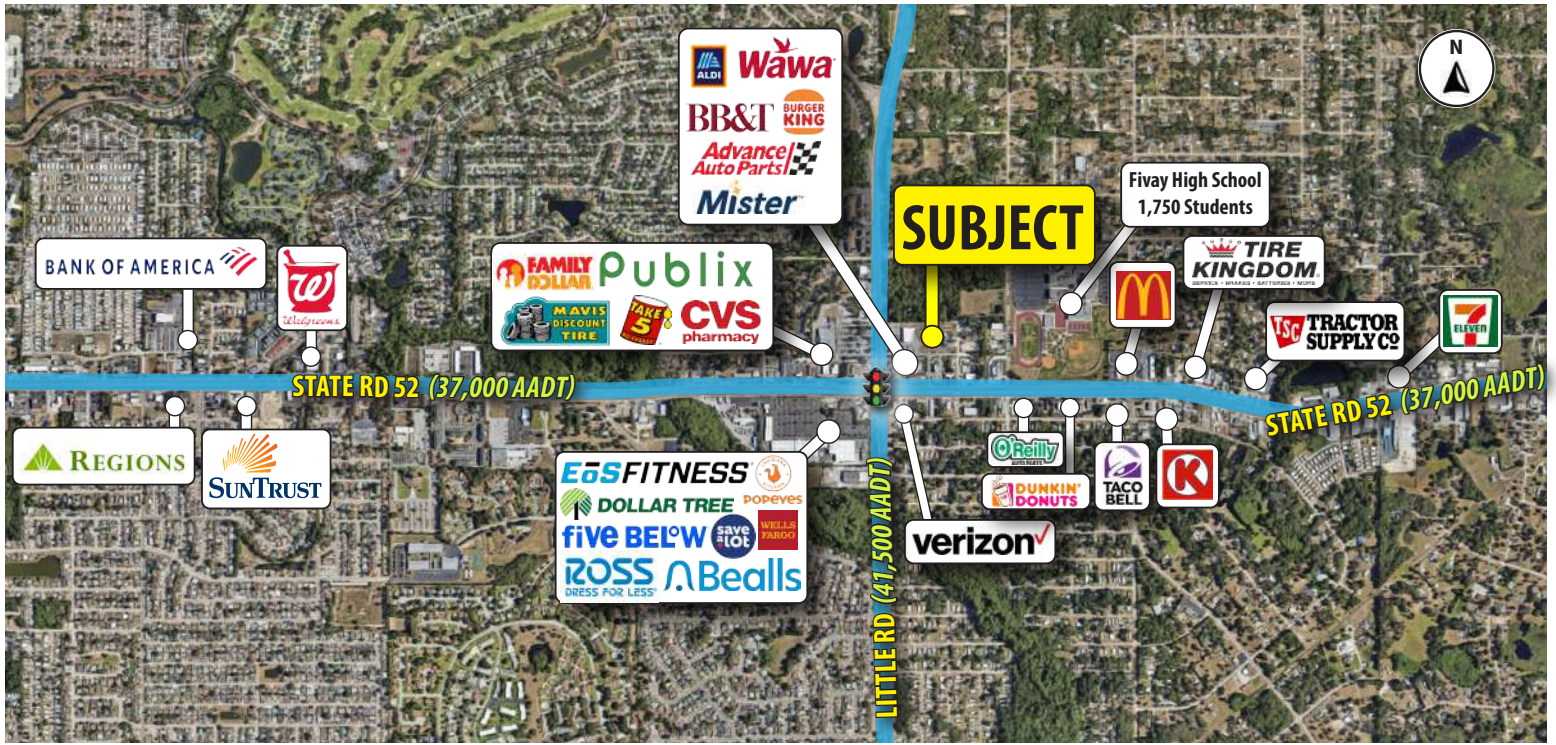 N
ALDI
Wawa
BB&T
BURGER
KING
Advance
Auto Parts
Mister
SUBJECT
Fivay High School
1,750 Students
BANK OF AMERICA
Walgreens
FAMILY
DOLLAR
Publix
MAVIS
DISCOUNT
TIRE
TAKE
5
CVS
pharmacy
TIRE
KINGDOM
SERVICE • BRAKES • BATTERIES • MORE
TSC
TRACTOR
SUPPLY CO
7
ELEVEN
STATE RD 52 (37,000 AADT)
STATE RD 52 (37,000 AADT)
REGIONS
SUNTRUST
EōS FITNESS
POPEYES
DOLLAR TREE
five BEL°W
save
a lot
WELLS
FARGO
ROSS
DRESS FOR LESS
Bealls
LITTLE RD (41,500 AADT)
verizon
O'Reilly
AUTO PARTS
DUNKIN'
DONUTS
TACO
BELL
K